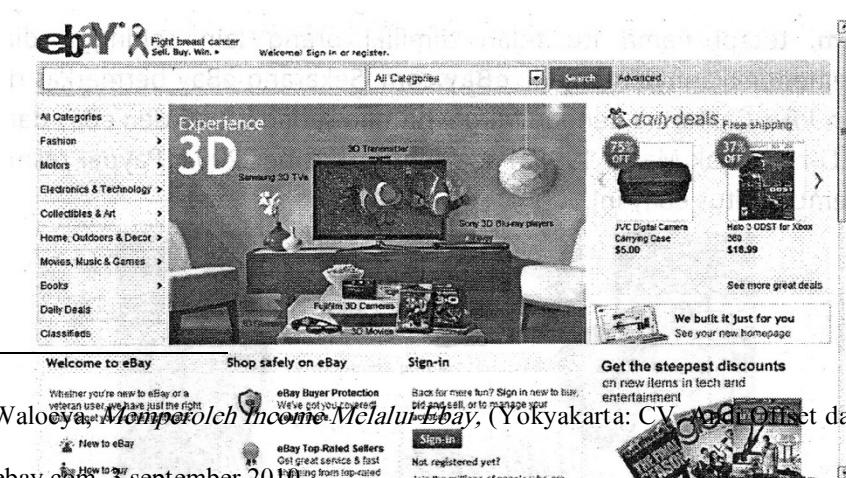 ebaY
Fight breast cancer
Sell. Buy. Win.
Welcome! Sign in or register.
All Categories
Search
Advanced
All Categories
Fashion
Motors
Electronics & Technology
Collectibles & Art
Home, Outdoors & Decor
Movies, Music & Games
Books
Daily Deals
Classifieds
Experience
3D
3D Transmitter
Samsung 3D TVs
Sony 3D Blu-ray players
Fujifilm 3D Cameras
3D Movies
dailydeals Free shipping
75% OFF
37% OFF
JVC Digital Camera
Carrying Case
$5.00
Halo 3 ODST for Xbox
360
$18.99
See more great deals
We built it just for you
See your new homepage
Welcome to eBay
Whether you're new to eBay or a
veteran user, we have just the right
New to eBay
How to buy
Shop safely on eBay
eBay Buyer Protection
We've got you covered
eBay Top-Rated Sellers
Get great service & fast
from top-rated
Sign-in
Back for more fun? Sign in now to buy,
bid and sell, or to manage your
Sign-in
Not registered yet?
Get the steepest discounts
on new items in tech and
entertainment
Income Melalui Ebay, (Yokyakarta: CV. Andi Offset da
ebay.com, september